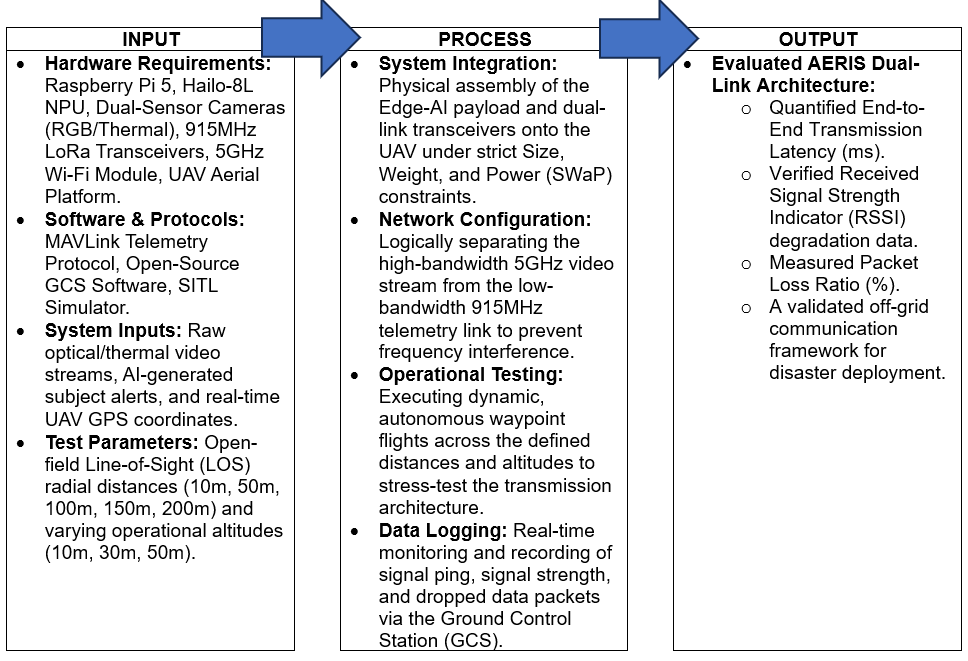 INPUT
• Hardware Requirements:
Raspberry Pi 5, Hailo-8L
NPU, Dual-Sensor Cameras
(RGB/Thermal), 915MHz
LoRa Transceivers, 5GHz
Wi-Fi Module, UAV Aerial
Platform.
• Software & Protocols:
MAVLink Telemetry
Protocol, Open-Source
GCS Software, SITL
Simulator.
• System Inputs: Raw
optical/thermal video
streams, AI-generated
subject alerts, and real-time
UAV GPS coordinates.
• Test Parameters: Open-
field Line-of-Sight (LOS)
radial distances (10m, 50m,
100m, 150m, 200m) and
varying operational altitudes
(10m, 30m, 50m).
PROCESS
• System Integration:
Physical assembly of the
Edge-AI payload and dual-
link transceivers onto the
UAV under strict Size,
Weight, and Power (SWaP)
constraints.
• Network Configuration:
Logically separating the
high-bandwidth 5GHz video
stream from the low-
bandwidth 915MHz
telemetry link to prevent
frequency interference.
• Operational Testing:
Executing dynamic,
autonomous waypoint
flights across the defined
distances and altitudes to
stress-test the transmission
architecture.
• Data Logging: Real-time
monitoring and recording of
signal ping, signal strength,
and dropped data packets
via the Ground Control
Station (GCS).
OUTPUT
• Evaluated AERIS Dual-
Link Architecture:
o Quantified End-to-
End Transmission
Latency (ms).
o Verified Received
Signal Strength
Indicator (RSSI)
degradation data.
o Measured Packet
Loss Ratio (%).
o A validated off-grid
communication
framework for
disaster deployment.